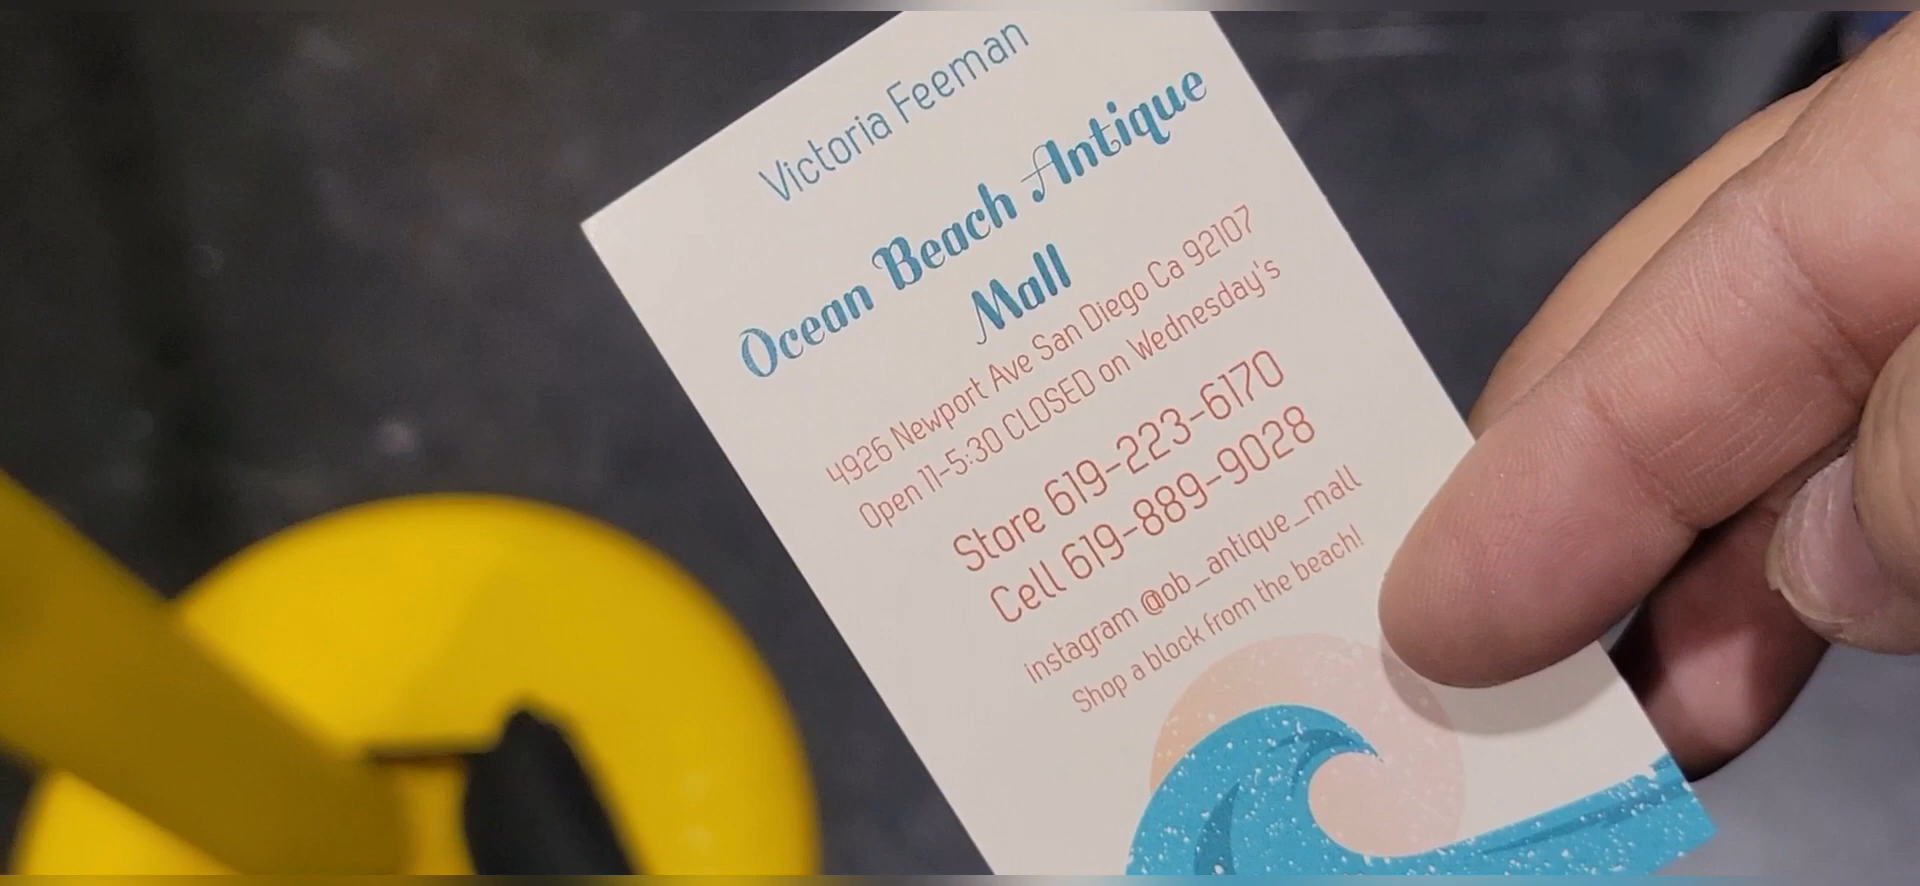 Victoria Feeman
Ocean Beach Antique
Mall
4926 Newport Ave San Diego Ca 92107
Open 11-5:30 CLOSED on Wednesday's
Store 619-223-6170
Cell 619-889-9028
instagram @ob_antique_mall
Shop a block from the beach!